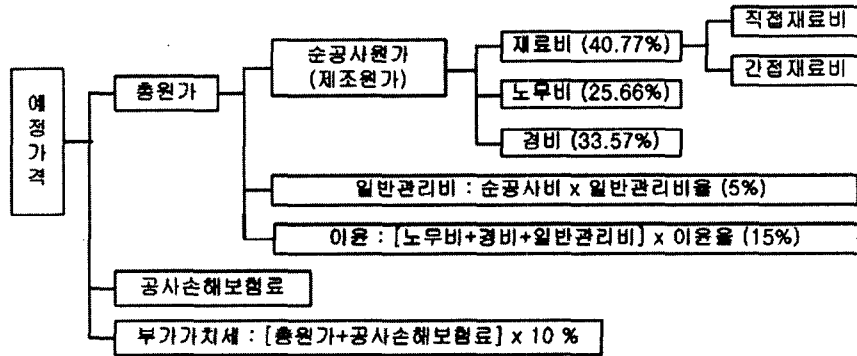 예정가격
총원가
순공사원가
(제조원가)
재료비 (40.77%)
직접재료비
간접재료비
노무비 (25.66%)
경비 (33.57%)
일반관리비 : 순공사비 x 일반관리비율 (5%)
이윤 : [노무비+경비+일반관리비] x 이윤율 (15%)
공사손해보험료
부가가치세 : [총원가+공사손해보험료] x 10 %